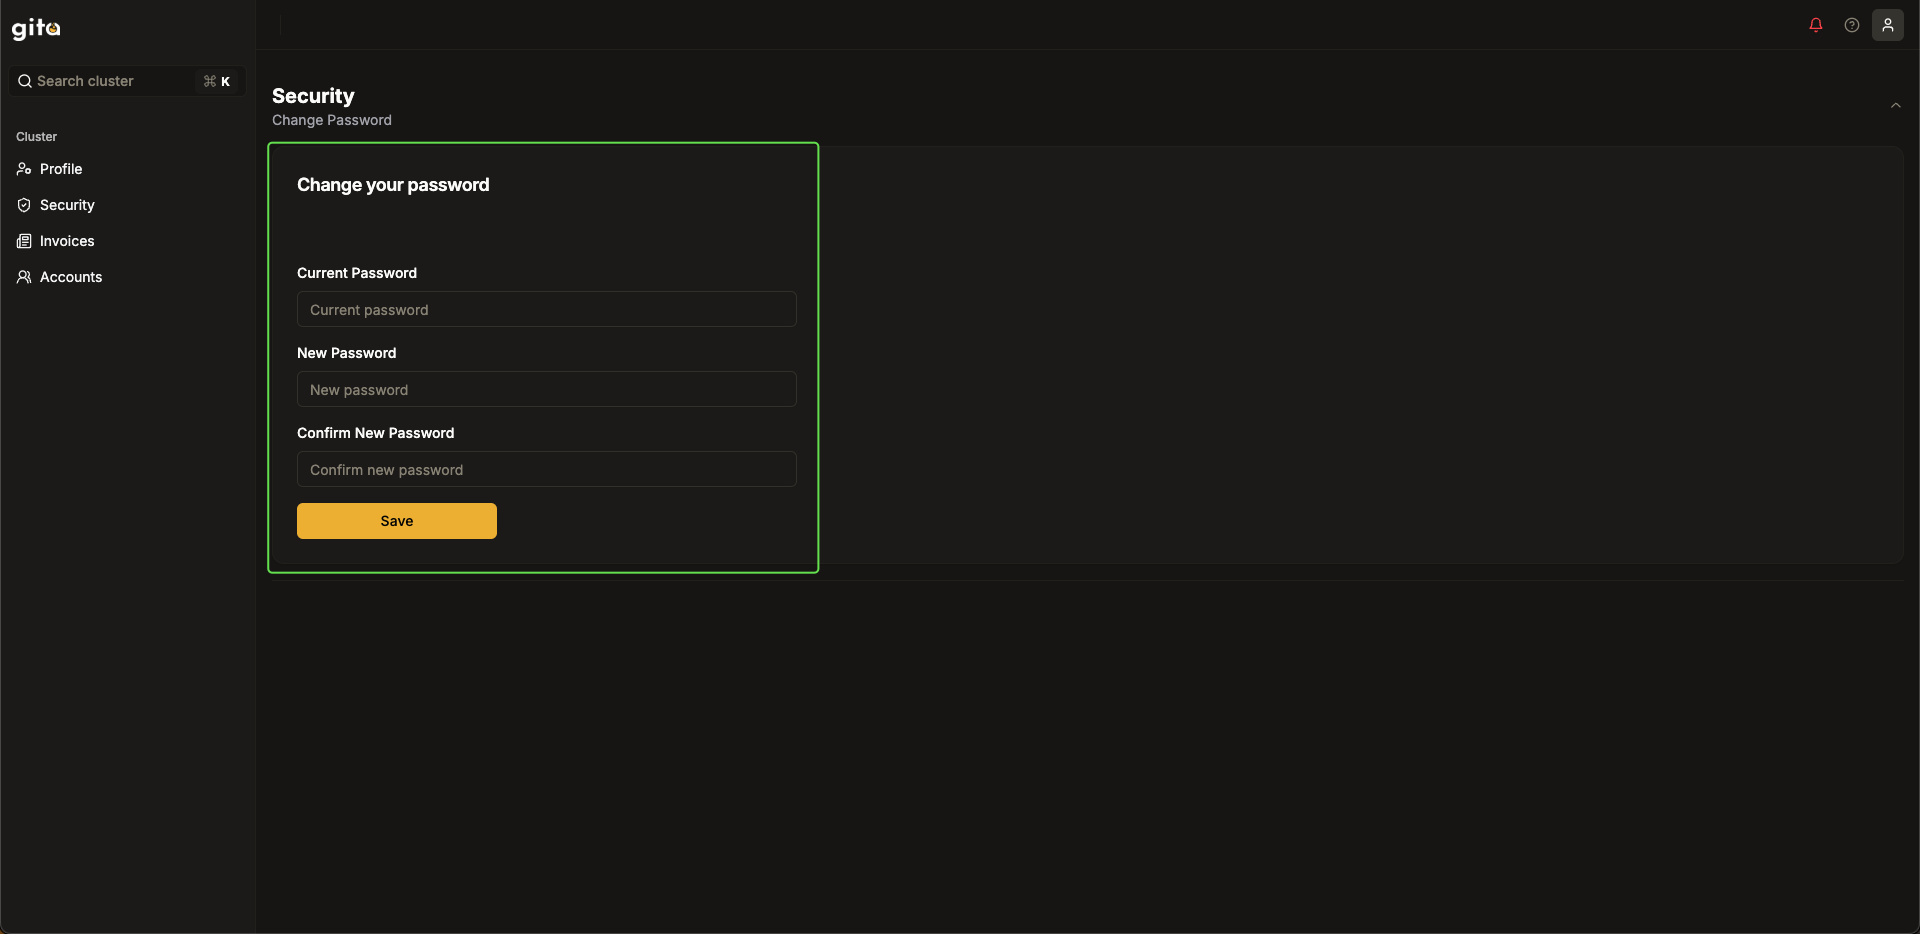 gita
Search cluster ⌘ K
Cluster
Profile
Security
Invoices
Accounts
Security
Change Password
Change your password
Current Password
Current password
New Password
New password
Confirm New Password
Confirm new password
Save